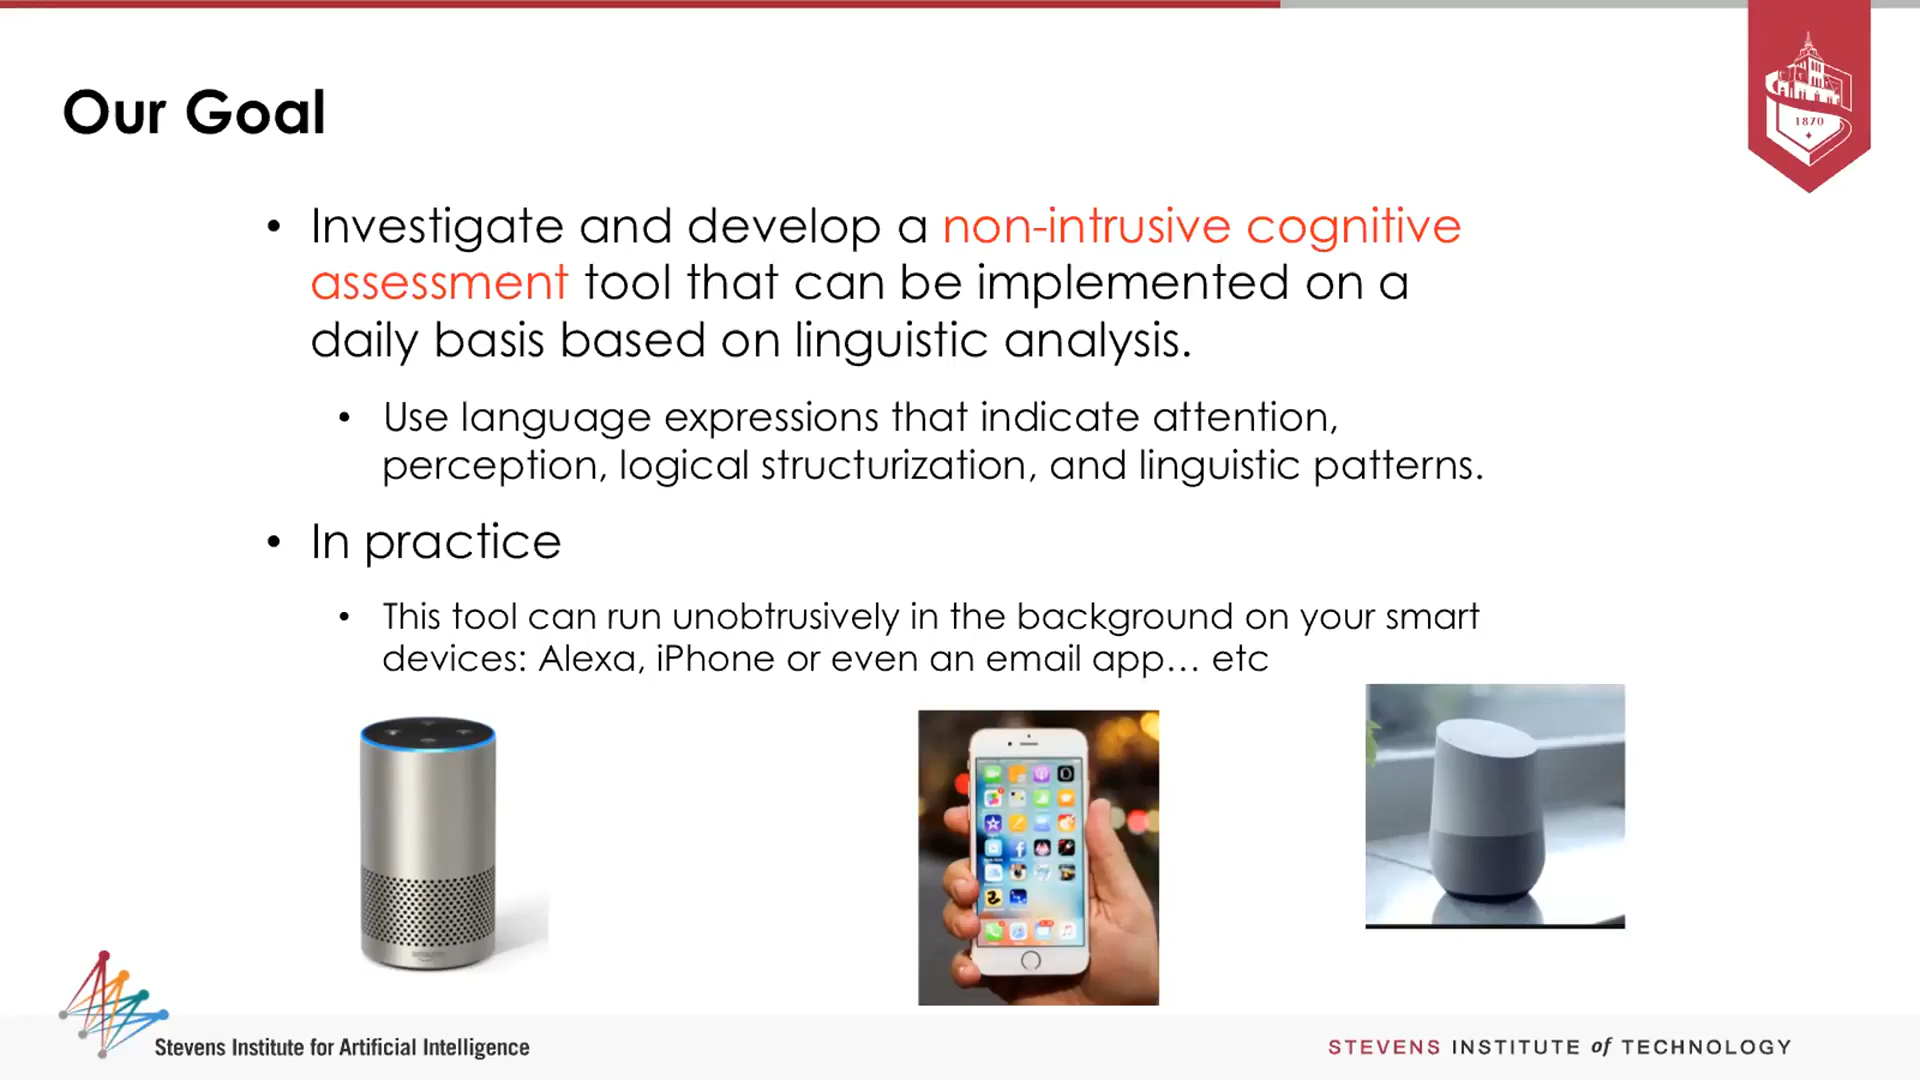 Our Goal
1870
• Investigate and develop a non-intrusive cognitive
assessment tool that can be implemented on a
daily basis based on linguistic analysis.
• Use language expressions that indicate attention,
perception, logical structurization, and linguistic patterns.
• In practice
• This tool can run unobtrusively in the background on your smart
devices: Alexa, iPhone or even an email app... etc
Stevens Institute for Artificial Intelligence
STEVENS INSTITUTE of TECHNOLOGY